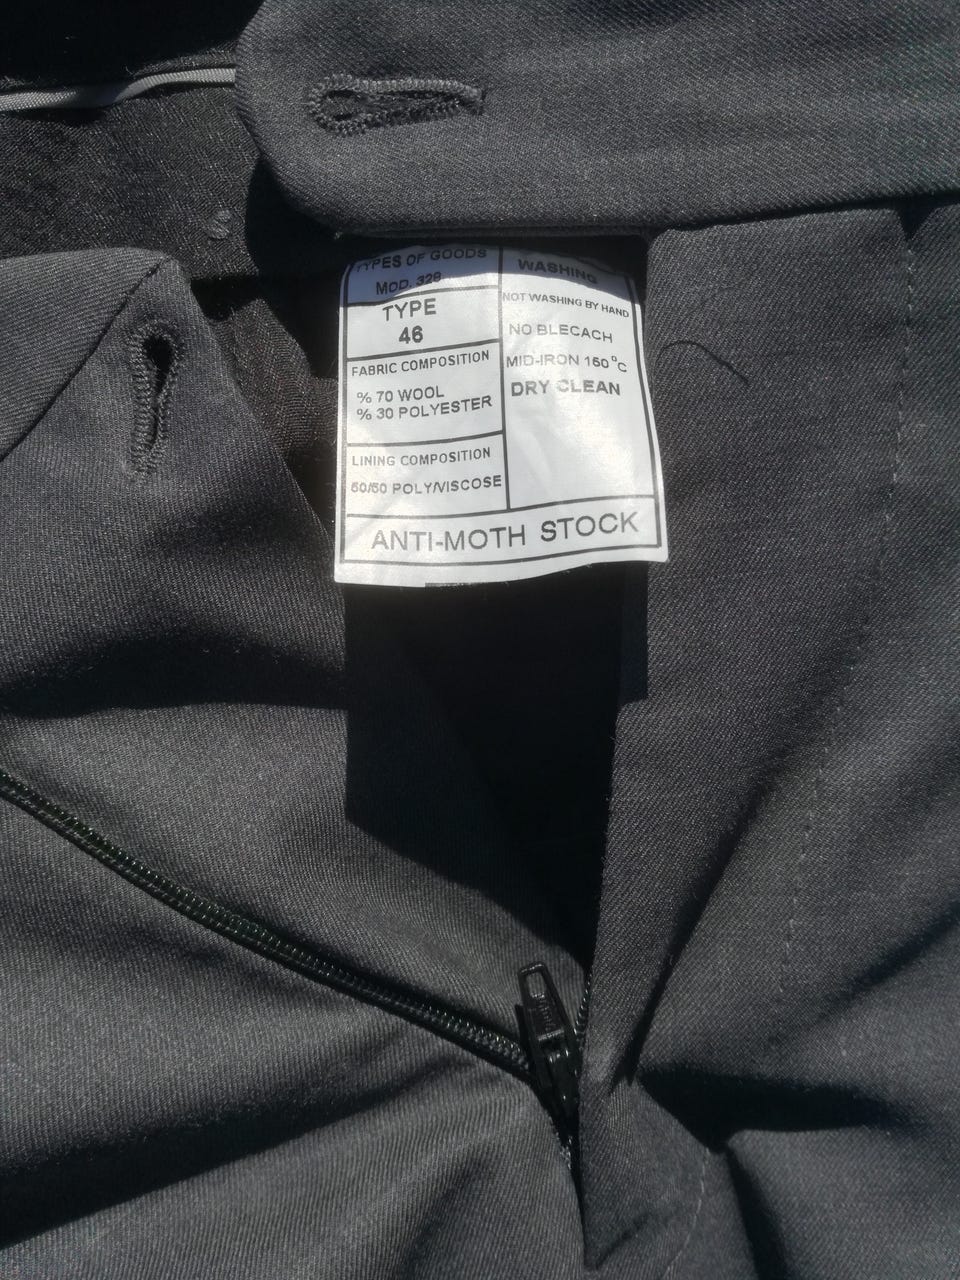 TYPES OF GOODS
MOD. 329
TYPE
46
FABRIC COMPOSITION
% 70 WOOL
% 30 POLYESTER
LINING COMPOSITION
50/50 POLY/VISCOSE
WASHING
NOT WASHING BY HAND
NO BLECACH
MID-IRON 160°C
DRY CLEAN
ANTI-MOTH STOCK